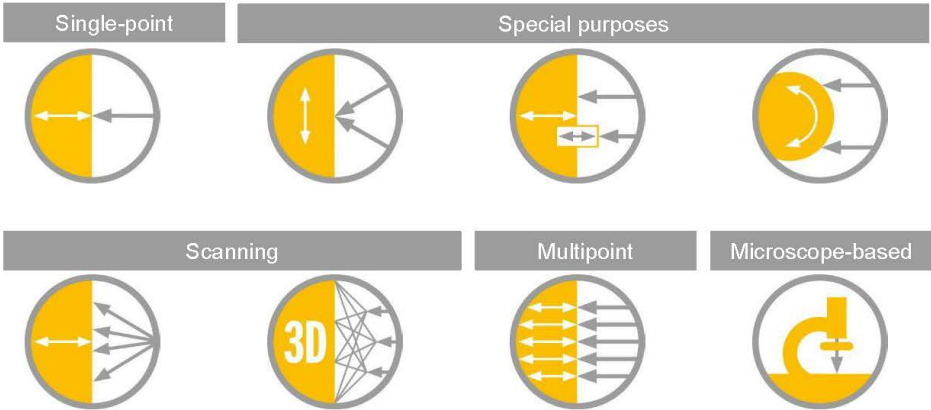 Single-point
Special purposes
Scanning
Multipoint
Microscope-based
3D